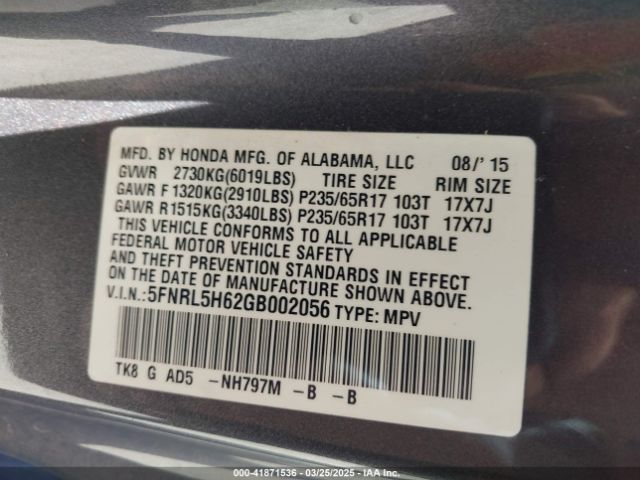 MFD. BY HONDA MFG. OF ALABAMA, LLC 08/'15
GVWR 2730KG(6019LBS) TIRE SIZE RIM SIZE
GAWR F 1320KG(2910LBS) P235/65R17 103T 17X7J
GAWR R1515KG(3340LBS) P235/65R17 103T 17X7J
THIS VEHICLE CONFORMS TO ALL APPLICABLE
FEDERAL MOTOR VEHICLE SAFETY
AND THEFT PREVENTION STANDARDS IN EFFECT
ON THE DATE OF MANUFACTURE SHOWN ABOVE.
V.I.N.:5FNRL5H62GB002056 TYPE: MPV
TK8 G AD5 -NH797M -B -B
000-41871536 — 03/25/2025 — IAA Inc.